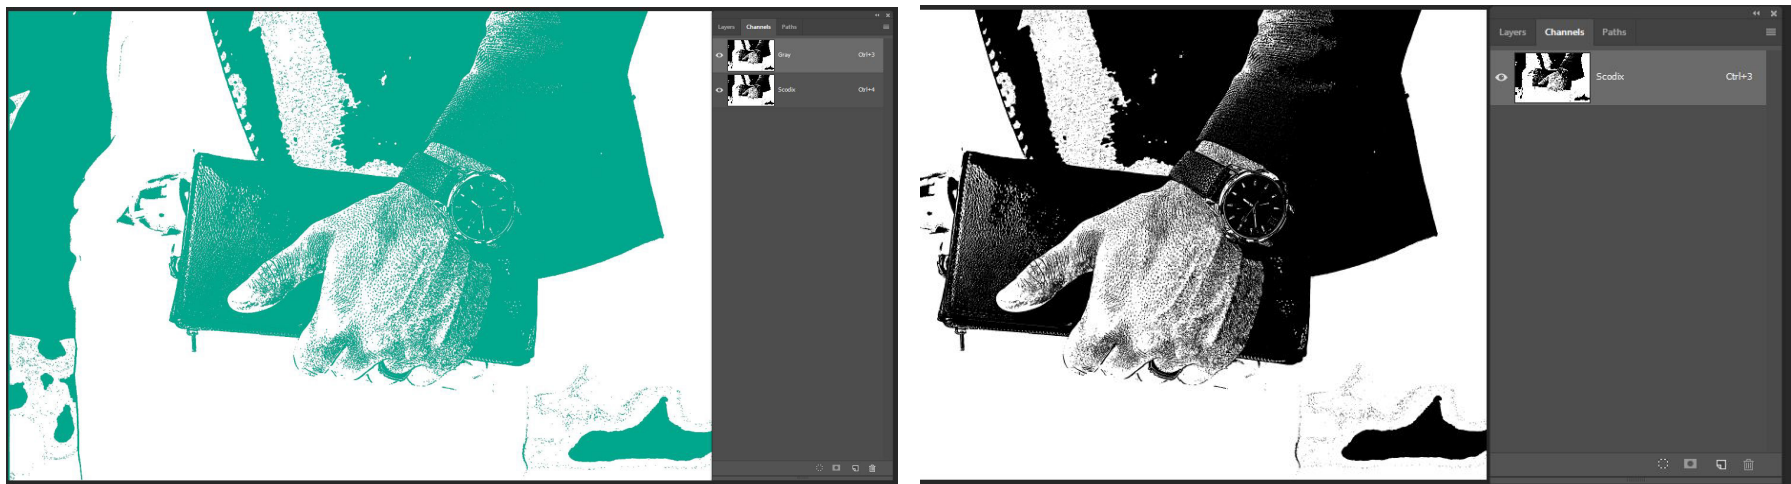 Layers Channels Paths
Gray Ctrl+3
Scodix Ctrl+4
Layers Channels Paths
Scodix Ctrl+3